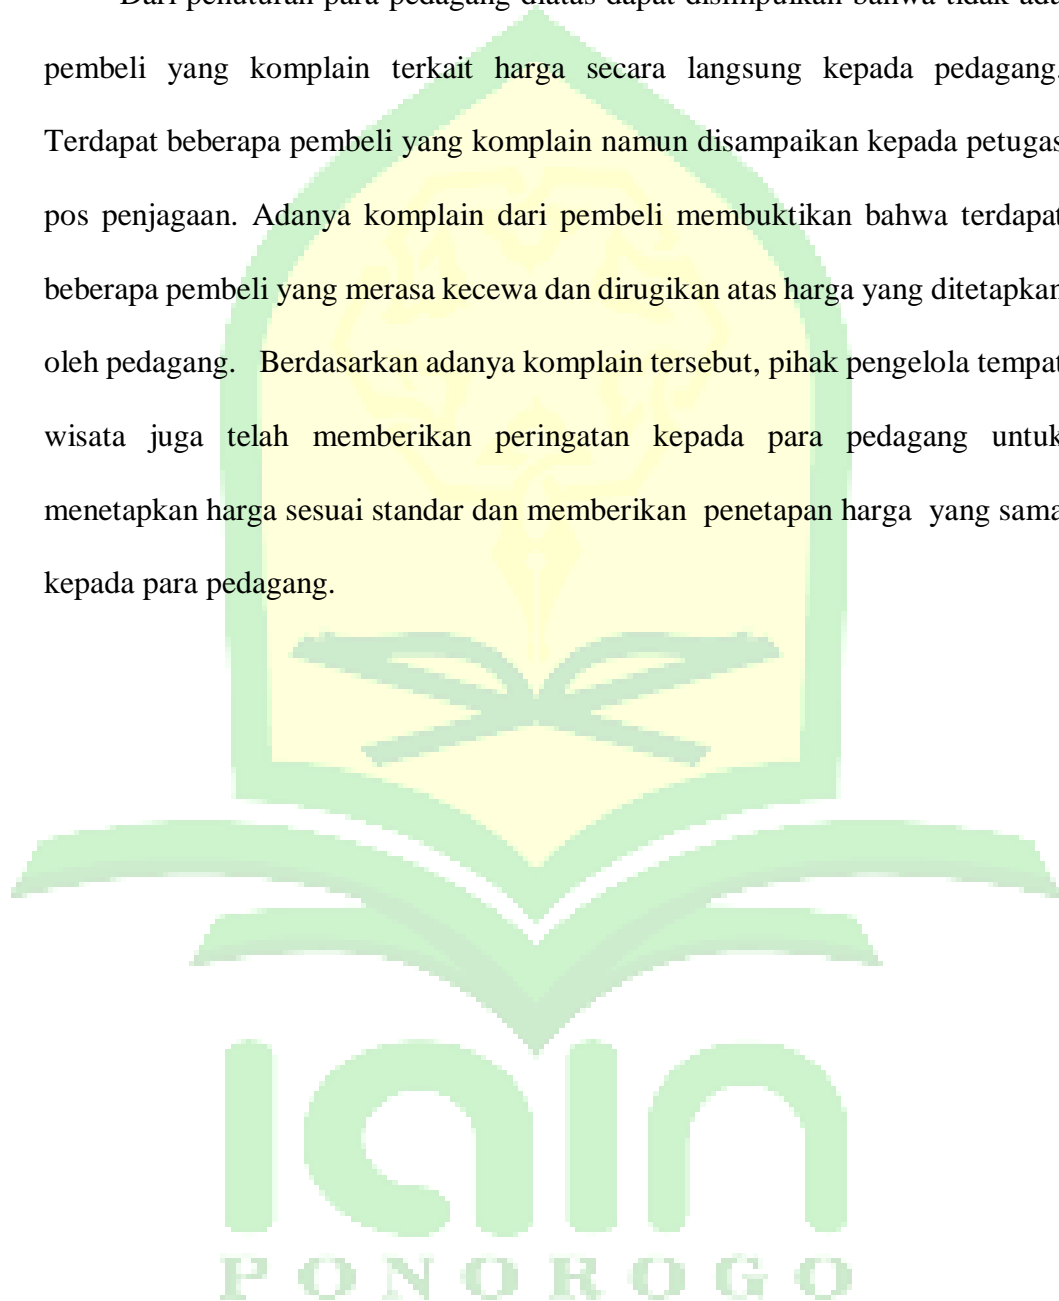 Dari penuturan para pedagang diatas dapat disimpulkan bahwa tidak ada
pembeli yang komplain terkait harga secara langsung kepada pedagang.
Terdapat beberapa pembeli yang komplain namun disampaikan kepada petugas
pos penjagaan. Adanya komplain dari pembeli membuktikan bahwa terdapat
beberapa pembeli yang merasa kecewa dan dirugikan atas harga yang ditetapkan
oleh pedagang. Berdasarkan adanya komplain tersebut, pihak pengelola tempat
wisata juga telah memberikan peringatan kepada para pedagang untuk
menetapkan harga sesuai standar dan memberikan penetapan harga yang sama
kepada para pedagang.
iain
PONOROGO